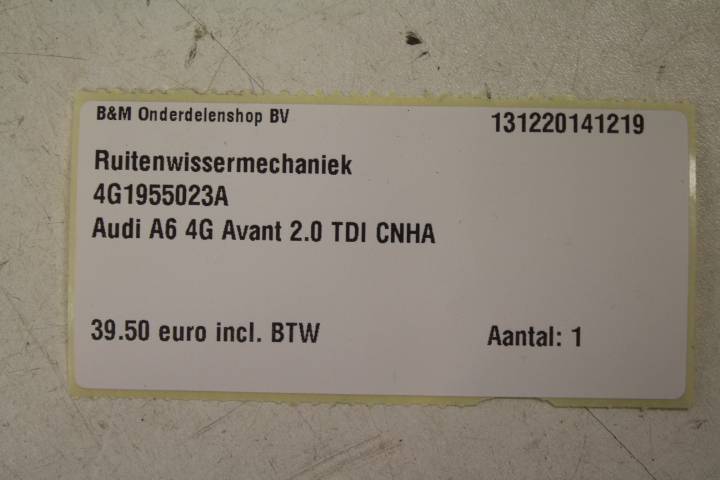 B&M Onderdelenshop BV
131220141219
Ruitenwissermechaniek
4G1955023A
Audi A6 4G Avant 2.0 TDI CNHA
39.50 euro incl. BTW
Aantal: 1